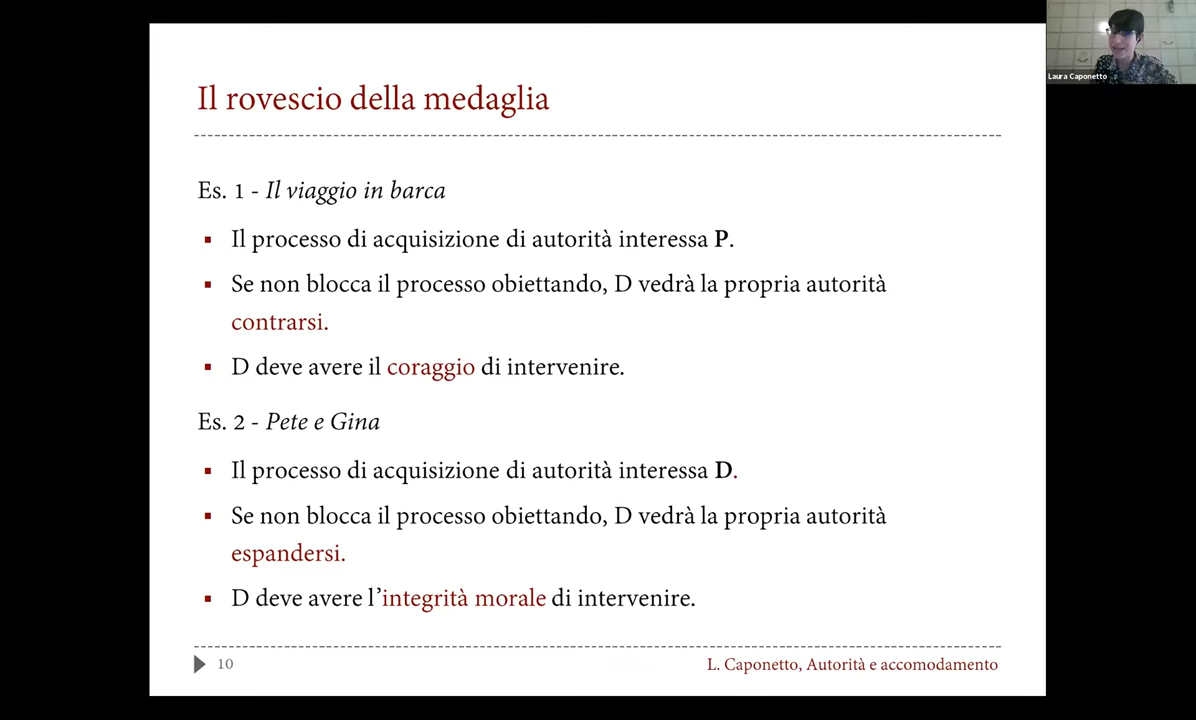 Laura Caponetto
Il rovescio della medaglia
Es. 1 - Il viaggio in barca
▪ Il processo di acquisizione di autorità interessa P.
▪ Se non blocca il processo obiettando, D vedrà la propria autorità
contrarsi.
▪ D deve avere il coraggio di intervenire.
Es. 2 - Pete e Gina
▪ Il processo di acquisizione di autorità interessa D.
▪ Se non blocca il processo obiettando, D vedrà la propria autorità
espandersi.
▪ D deve avere l’integrità morale di intervenire.
10
L. Caponetto, Autorità e accomodamento